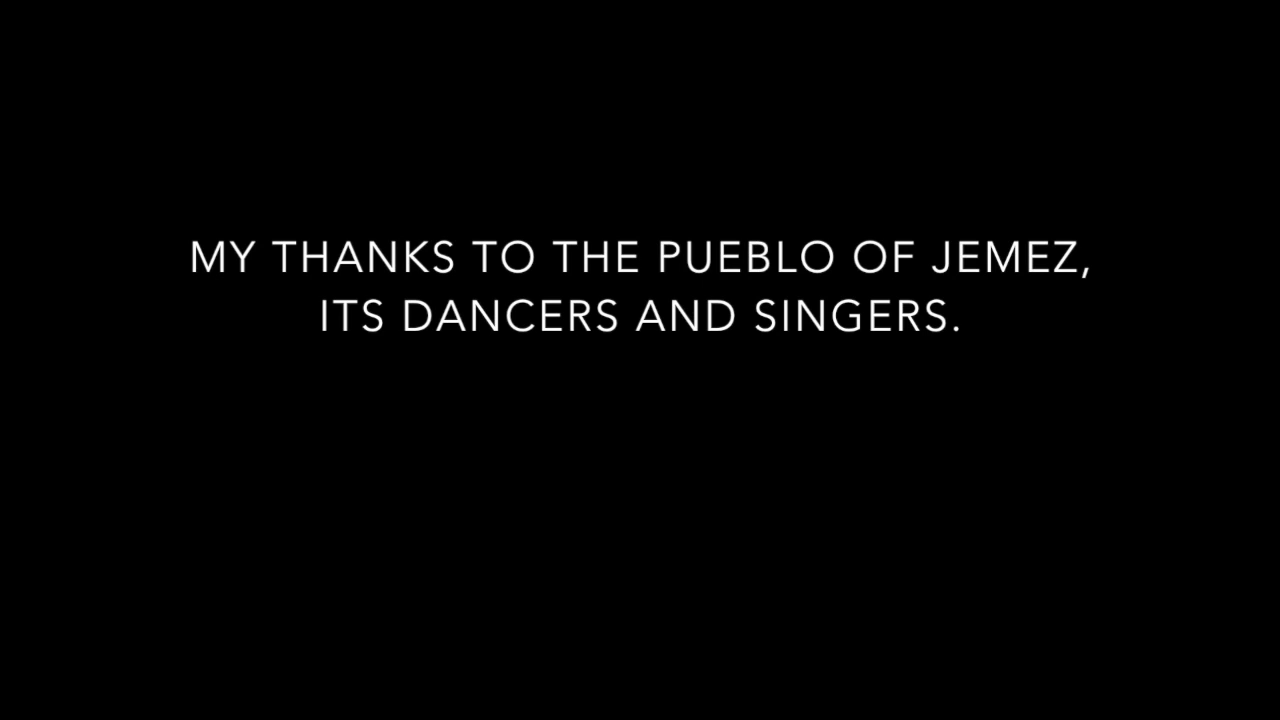 MY THANKS TO THE PUEBLO OF JEMEZ,
ITS DANCERS AND SINGERS.